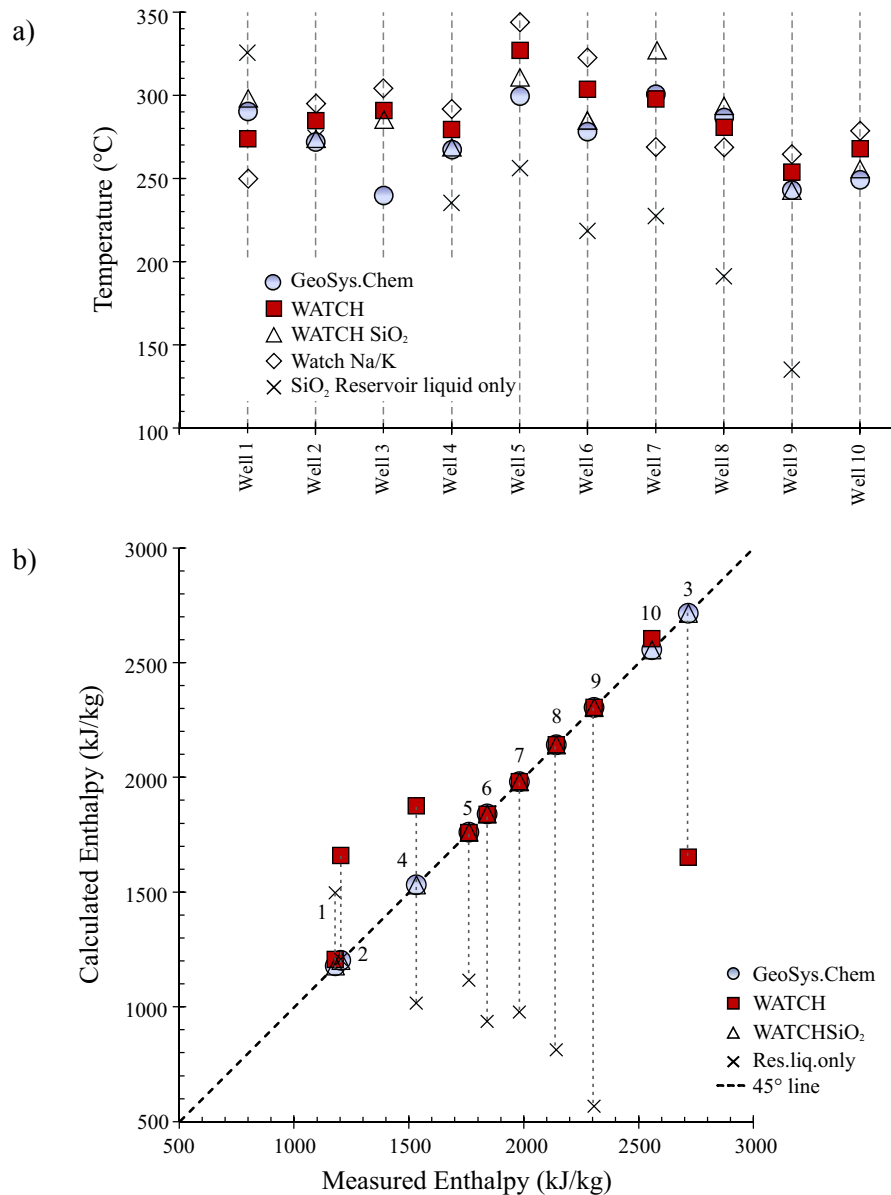 a)
350
300
250
200
150
100
Temperature (°C)
GeoSys.Chem
WATCH
WATCH SiO₂
Watch Na/K
SiO₂ Reservoir liquid only
Well 1
Well 2
Well 3
Well 4
Well 5
Well 6
Well 7
Well 8
Well 9
Well 10
b)
3000
2500
2000
1500
1000
500
Calculated Enthalpy (kJ/kg)
3
10
9
8
7
6
5
4
1
2
GeoSys.Chem
WATCH
WATCHSiO₂
Res.liq.only
45° line
500
1000
1500
2000
2500
3000
Measured Enthalpy (kJ/kg)